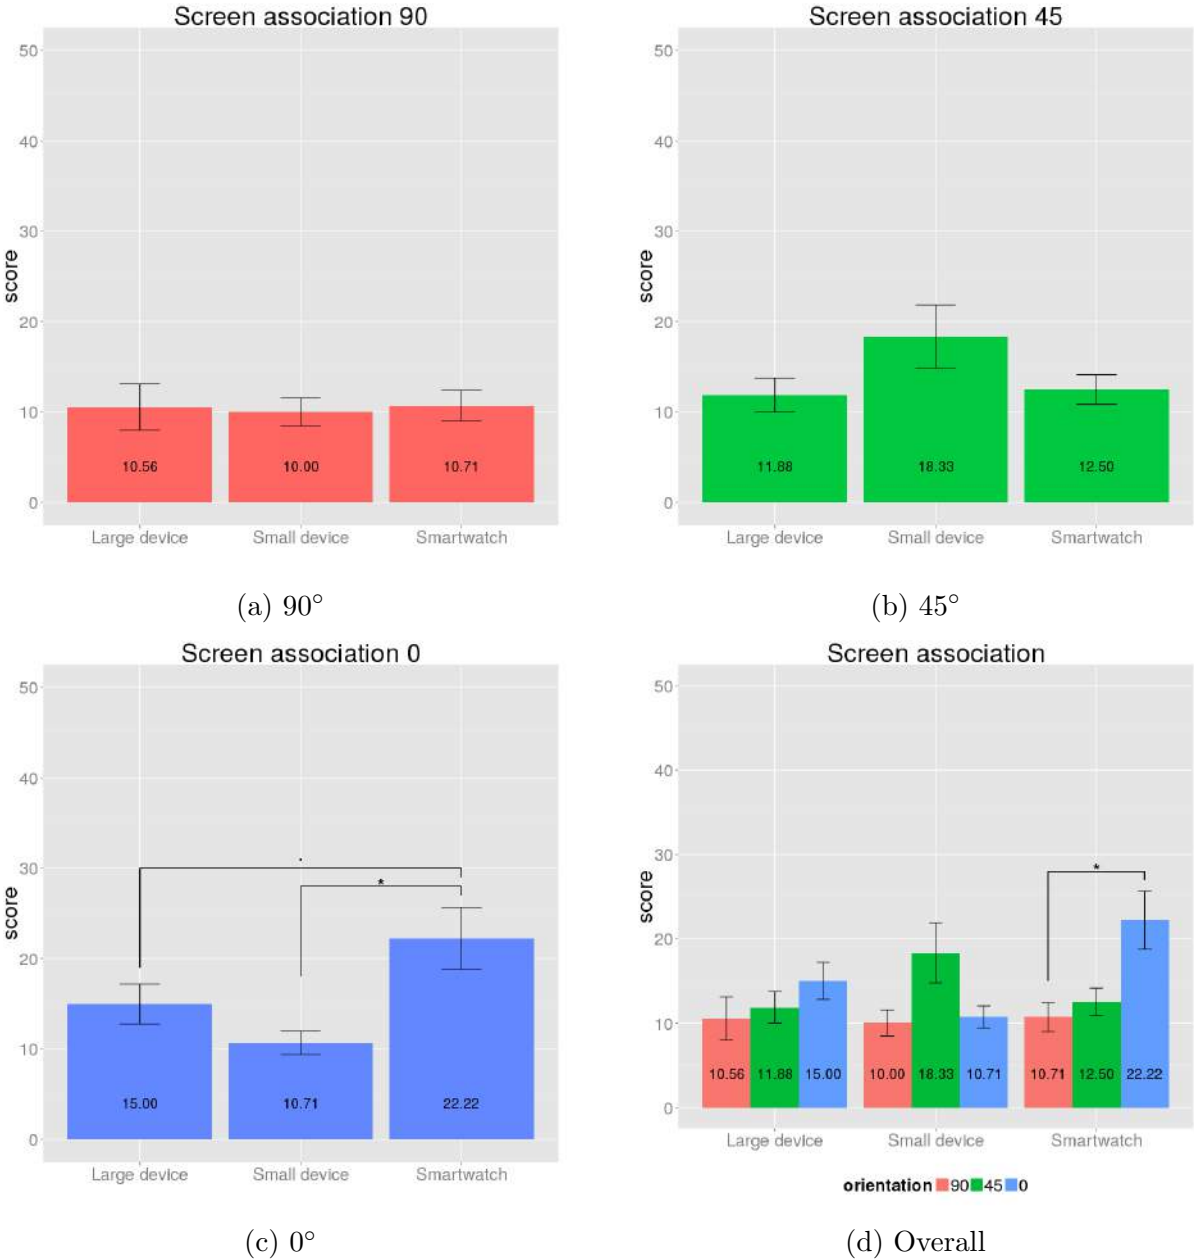 Screen association 90
50
40
30
20
10
0
score
10.56 10.00 10.71
Large device Small device Smartwatch
(a) 90°
Screen association 45
50
40
30
20
10
0
score
11.88 18.33 12.50
Large device Small device Smartwatch
(b) 45°
Screen association 0
50
40
30
20
10
0
score
.
*
15.00 10.71 22.22
Large device Small device Smartwatch
(c) 0°
Screen association
50
40
30
20
10
0
score
*
10.56 11.88 15.00 10.00 18.33 10.71 10.71 12.50 22.22
Large device Small device Smartwatch
orientation 90 45 0
(d) Overall